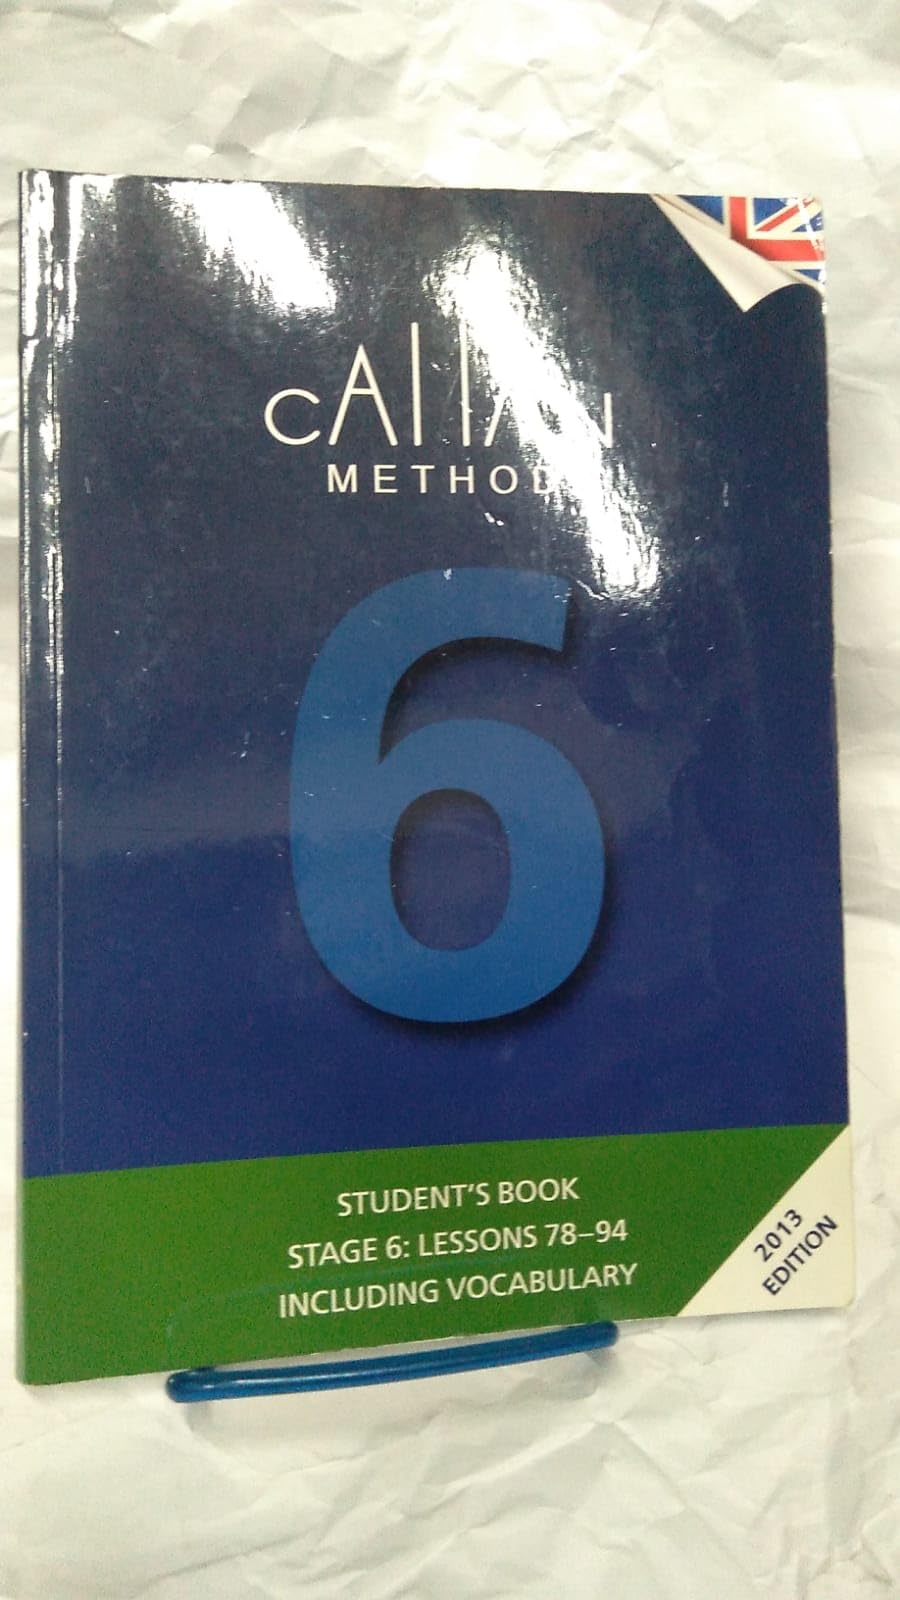 CALLAN
METHOD
6
STUDENT'S BOOK
STAGE 6: LESSONS 78–94
INCLUDING VOCABULARY
2013
EDITION